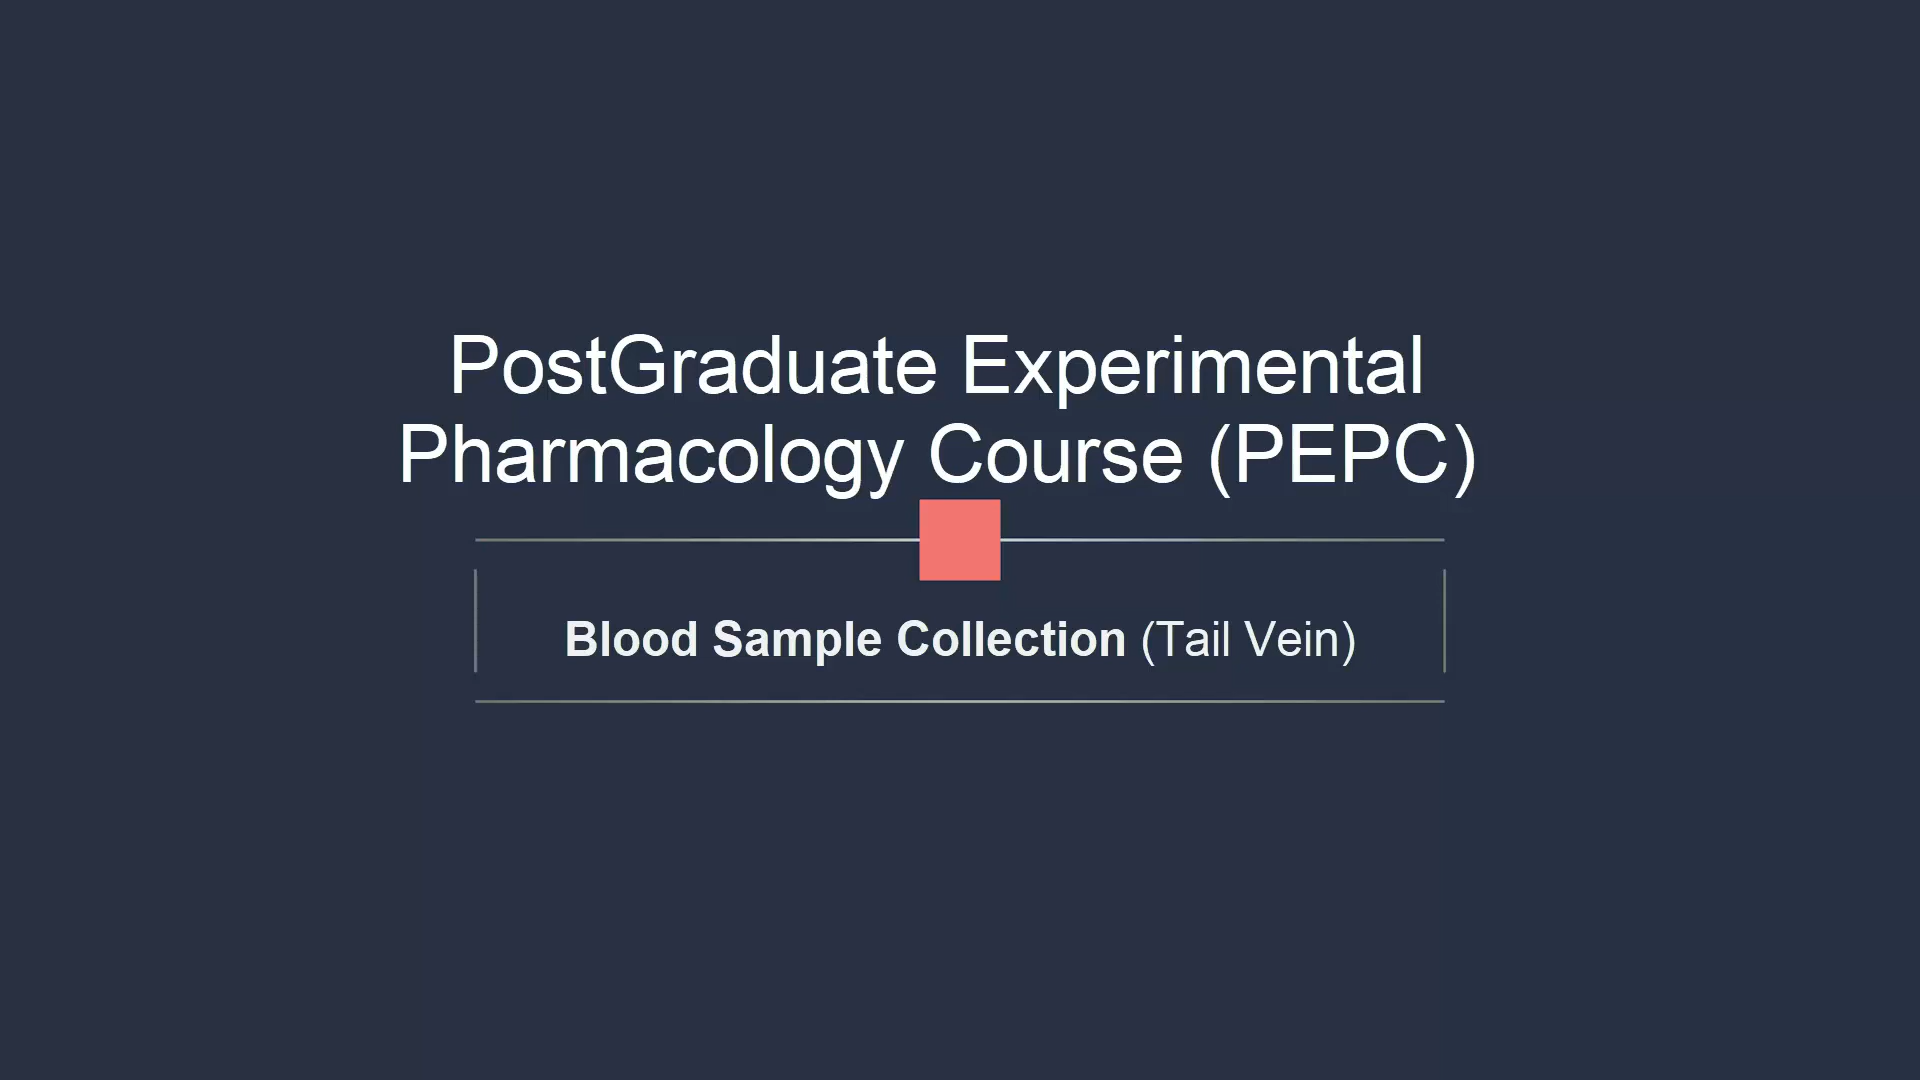 PostGraduate Experimental
Pharmacology Course (PEPC)
Blood Sample Collection (Tail Vein)